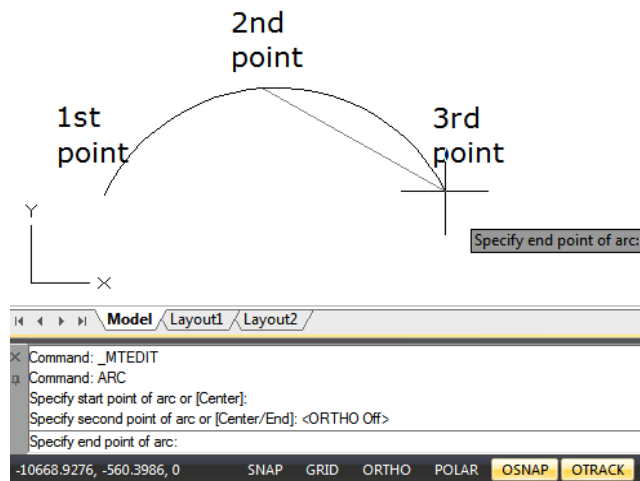 2nd
point
1st
point
3rd
point
Y
X
Specify end point of arc:
Model Layout1 Layout2
Command: _MTEDIT
Command: ARC
Specify start point of arc or [Center]:
Specify second point of arc or [Center/End]: <ORTHO Off>
Specify end point of arc:
-10668.9276, -560.3986, 0 SNAP GRID ORTHO POLAR OSNAP OTRACK